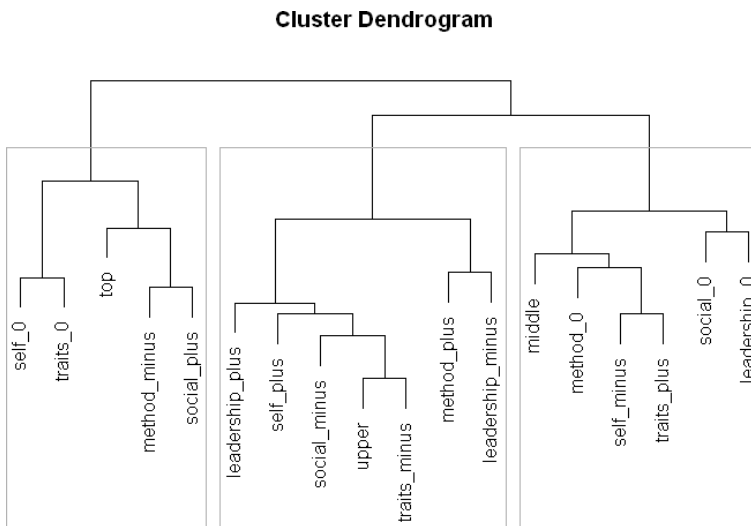 Cluster Dendrogram
self_0
traits_0
top
method_minus
social_plus
leadership_plus
self_plus
social_minus
upper
traits_minus
method_plus
leadership_minus
middle
method_0
self_minus
traits_plus
social_0
leadership_0